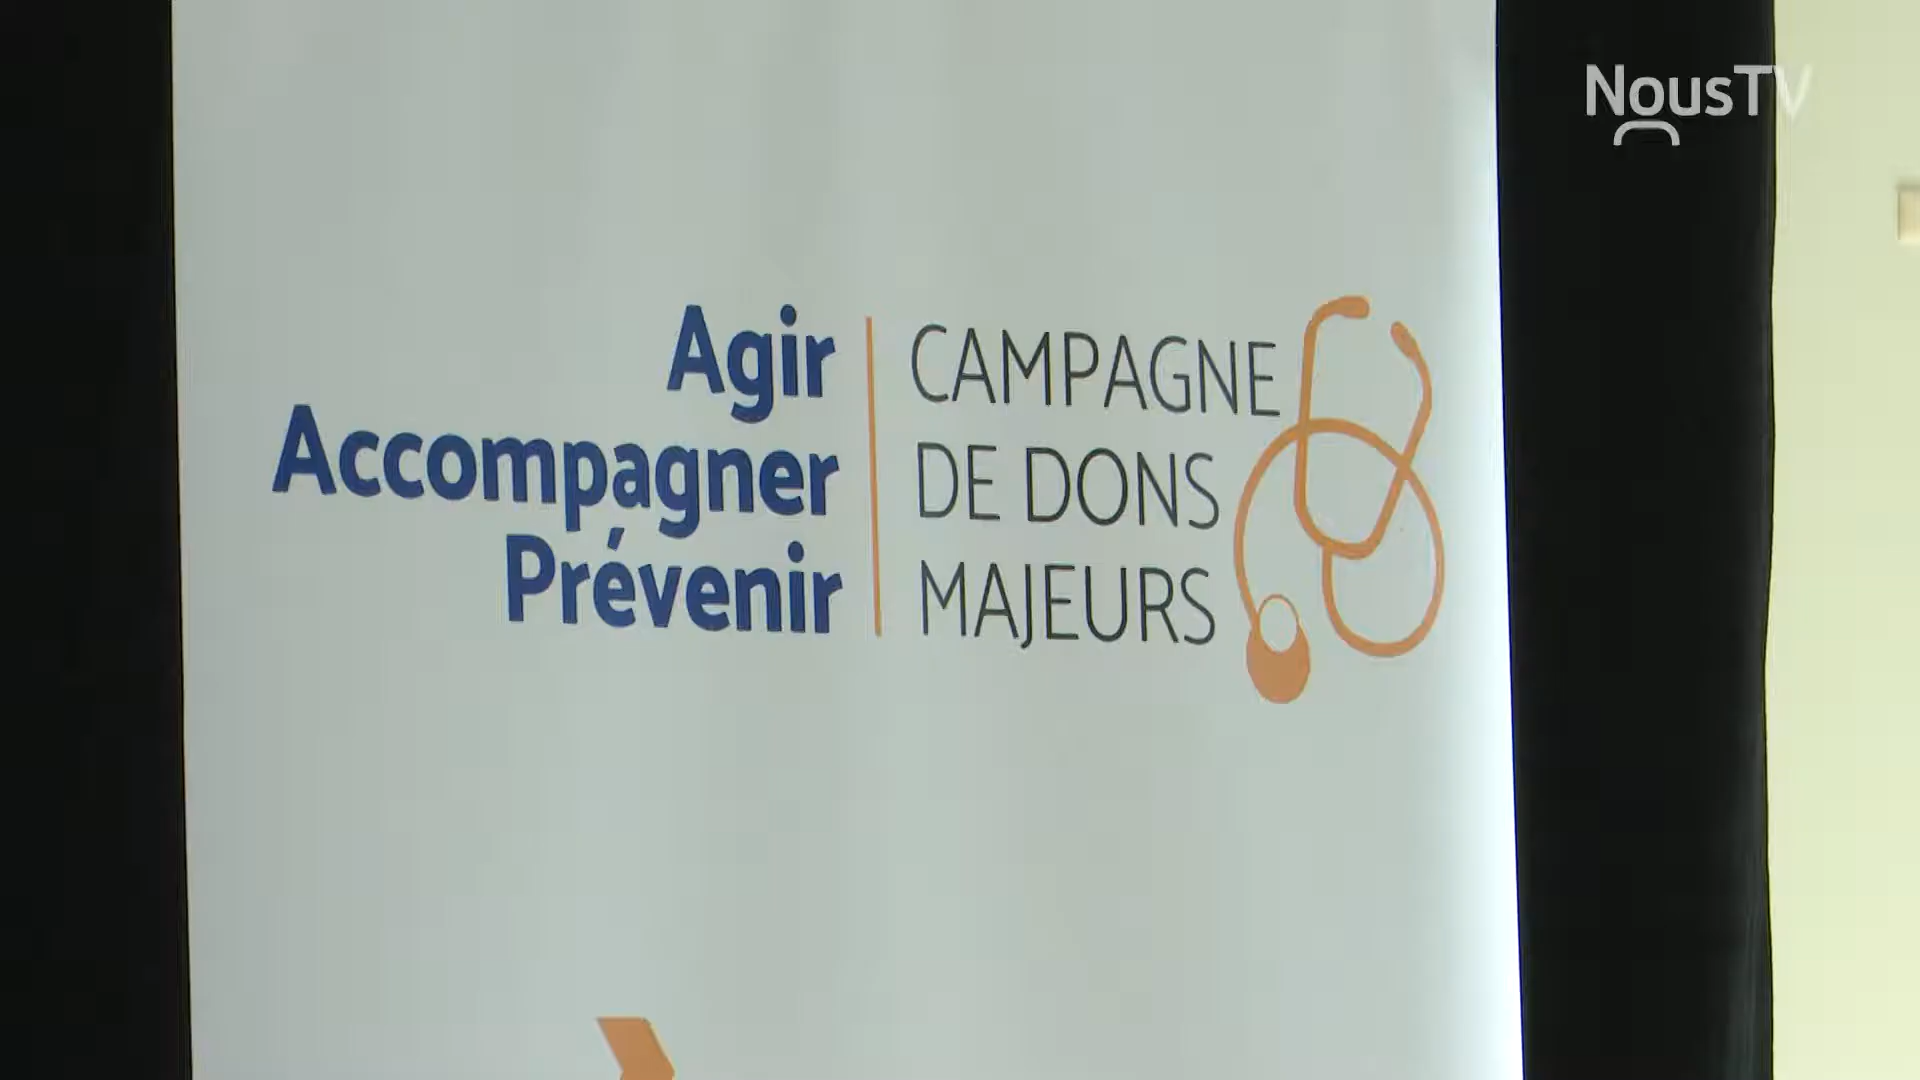 NousTV
Agir
Accompagner
Prévenir
CAMPAGNE
DE DONS
MAJEURS